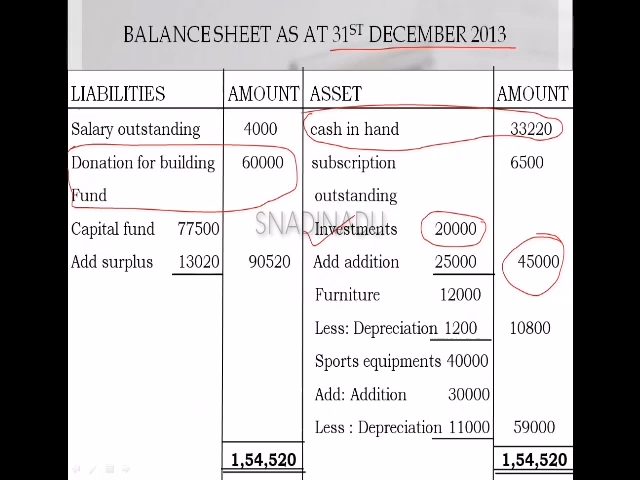 BALANCE SHEET AS AT 31ST DECEMBER 2013
LIABILITIES AMOUNT ASSET AMOUNT
Salary outstanding 4000 cash in hand 33220
Donation for building 60000 subscription 6500
Fund outstanding
SNADINADU
Capital fund 77500 Investments 20000
Add surplus 13020 90520 Add addition 25000 45000
Furniture 12000
Less: Depreciation 1200 10800
Sports equipments 40000
Add: Addition 30000
Less : Depreciation 11000 59000
1,54,520 1,54,520